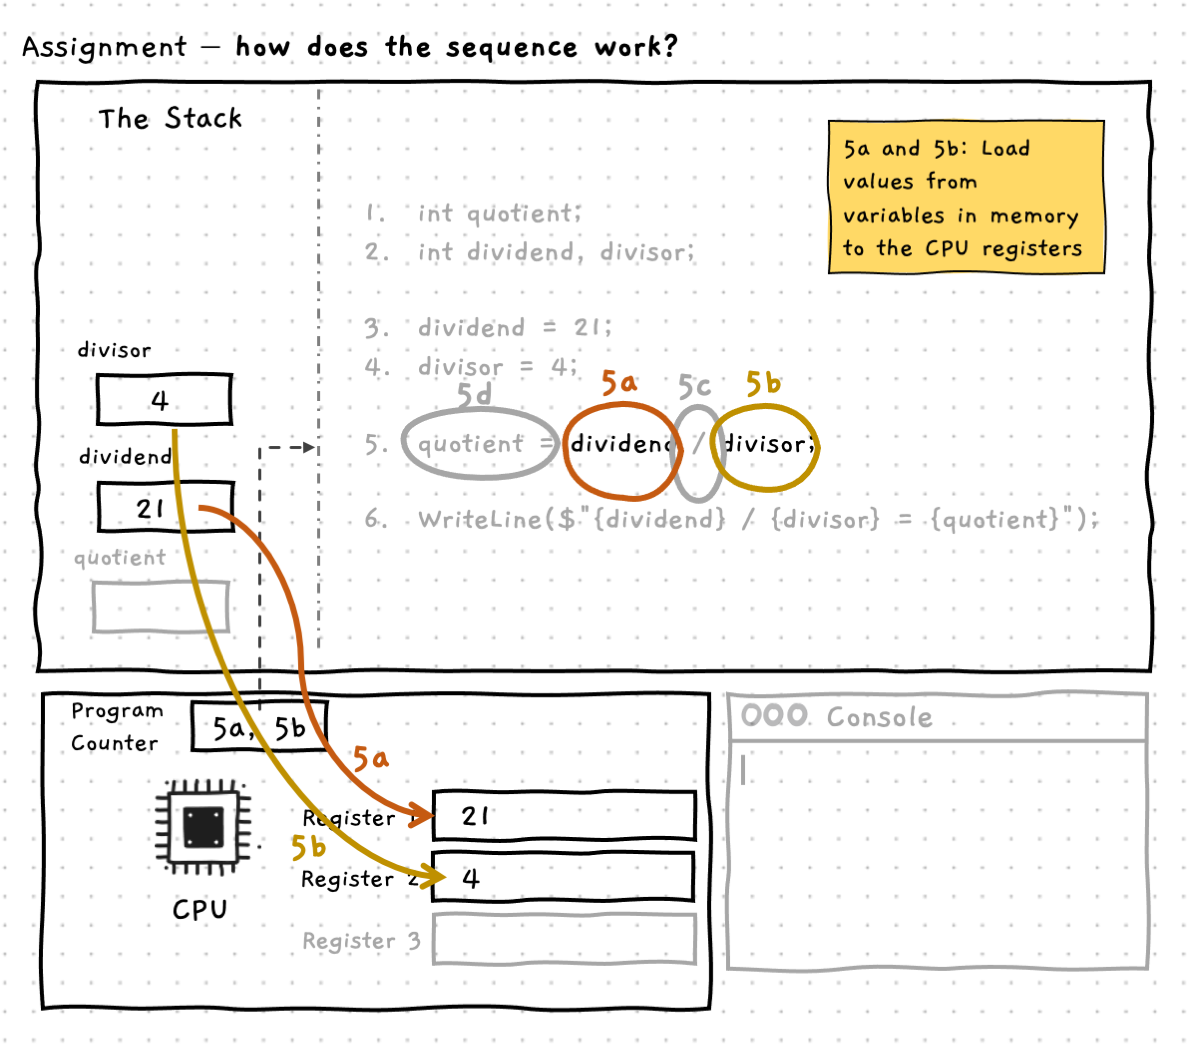 Assignment — how does the sequence work?
The Stack
5a and 5b: Load
values from
variables in memory
to the CPU registers
1. int quotient;
2. int dividend, divisor;
3. dividend = 21;
4. divisor = 4;
5d 5a 5c 5b
5. quotient = dividend / divisor;
6. WriteLine($"{dividend} / {divisor} = {quotient}");
divisor
4
dividend
21
quotient
Program
Counter
5a, 5b
5a
Register 1
21
5b
Register 2
4
Register 3
CPU
Console